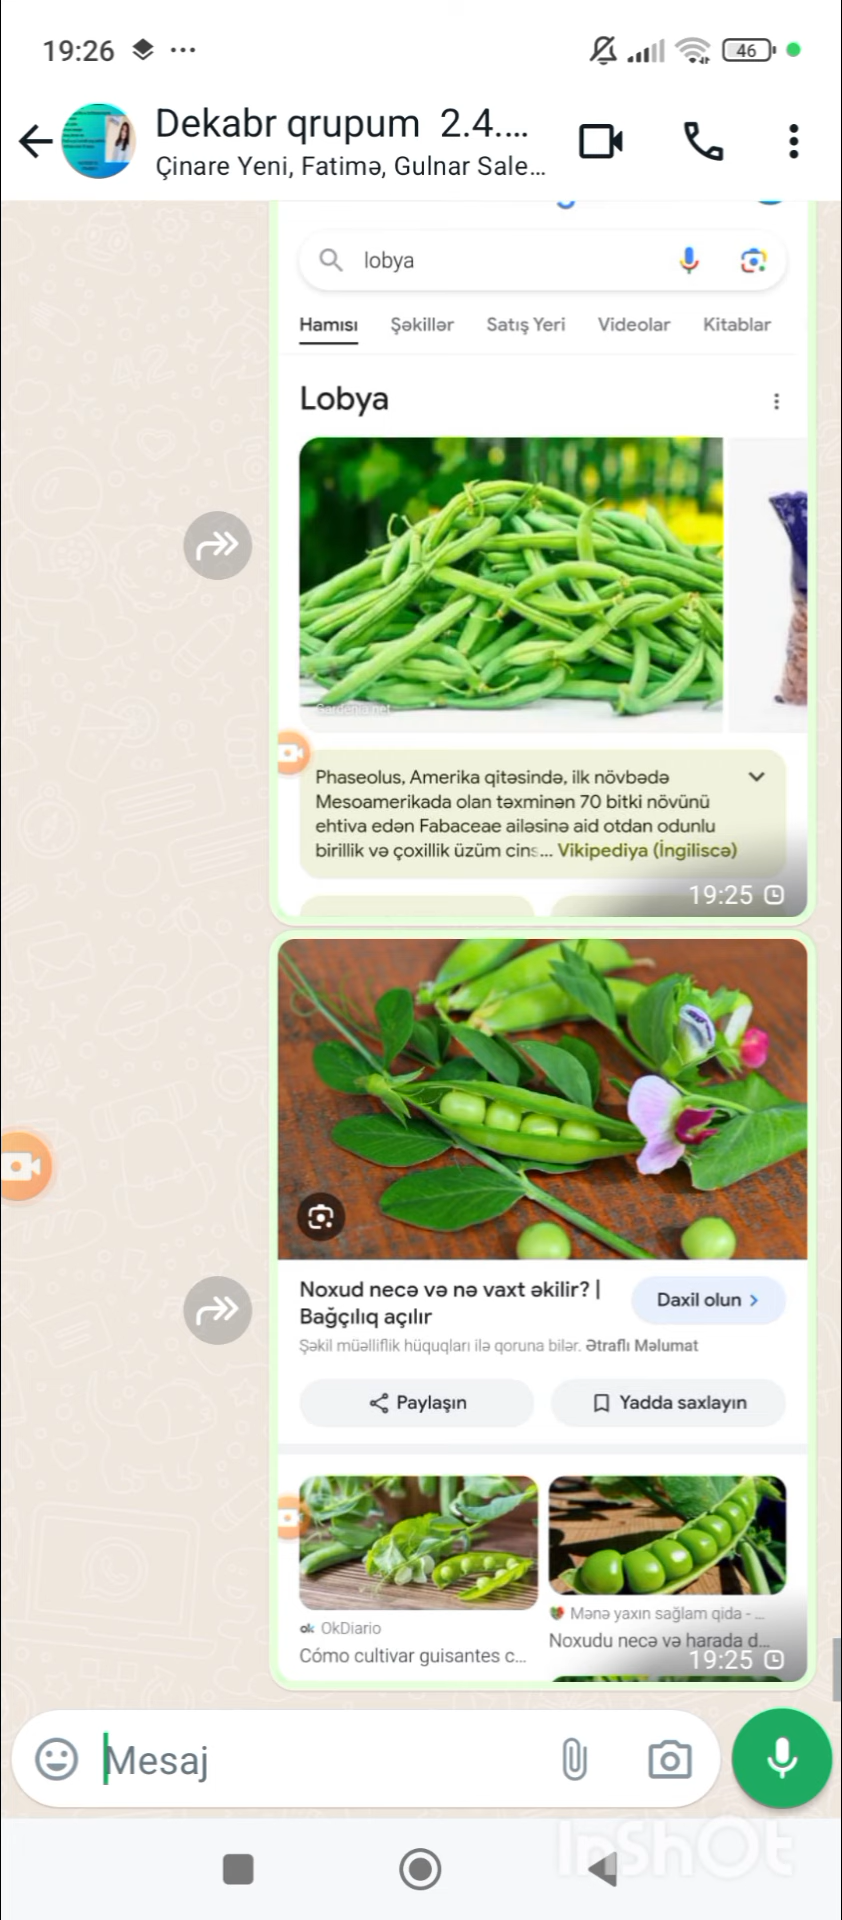 19:26
46
Dekabr qrupum 2.4....
Çinare Yeni, Fatimə, Gulnar Sale...
lobya
Hamısı Şəkillər Satış Yeri Videolar Kitablar
Lobya
Gardenia.net
Phaseolus, Amerika qitəsində, ilk növbədə
Mesoamerikada olan təxminən 70 bitki növünü
ehtiva edən Fabaceae ailəsinə aid otdan odunlu
birillik və çoxillik üzüm cins... Vikipediya (İngiliscə)
19:25
Noxud necə və nə vaxt əkilir? |
Bağçılıq açılır
Daxil olun
Şəkil müəlliflik hüquqları ilə qoruna bilər. Ətraflı Məlumat
Paylaşın
Yadda saxlayın
ok OkDiario
Cómo cultivar guisantes c...
Mənə yaxın sağlam qida - ...
Noxudu necə və harada d...
19:25
Mesaj
InShOt